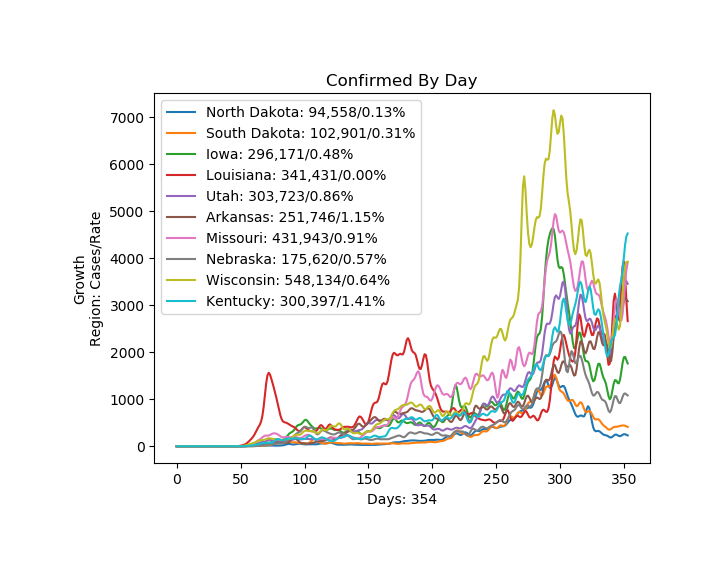 Confirmed By Day
Growth
Region: Cases/Rate
7000
6000
5000
4000
3000
2000
1000
0
North Dakota: 94,558/0.13%
South Dakota: 102,901/0.31%
Iowa: 296,171/0.48%
Louisiana: 341,431/0.00%
Utah: 303,723/0.86%
Arkansas: 251,746/1.15%
Missouri: 431,943/0.91%
Nebraska: 175,620/0.57%
Wisconsin: 548,134/0.64%
Kentucky: 300,397/1.41%
0 50 100 150 200 250 300 350
Days: 354